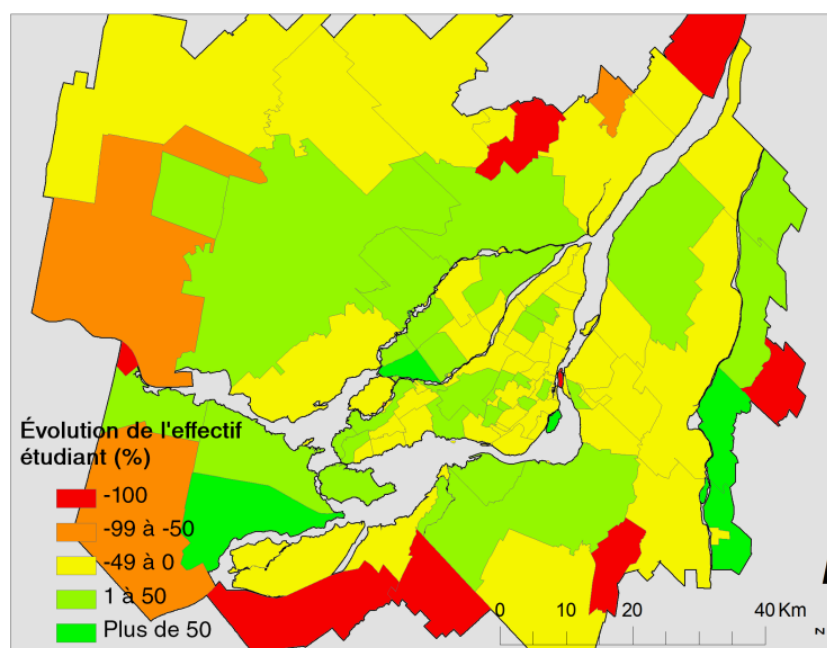 Évolution de l'effectif
étudiant (%)
-100
-99 à -50
-49 à 0
1 à 50
Plus de 50
0 10 20 40 Km
z